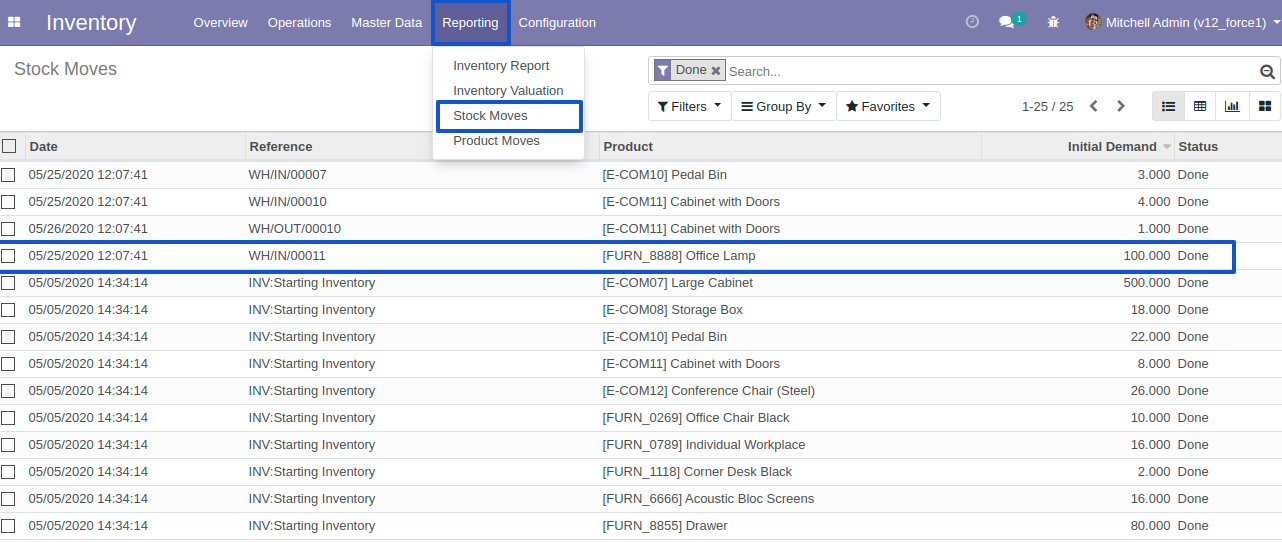 Inventory Overview Operations Master Data Reporting Configuration 1 Mitchell Admin (v12_force1)
Stock Moves
Done Search...
Inventory Report
Inventory Valuation
Stock Moves
Product Moves
Filters Group By Favorites 1-25 / 25
Date Reference Product Initial Demand Status
05/25/2020 12:07:41 WH/IN/00007 [E-COM10] Pedal Bin 3.000 Done
05/25/2020 12:07:41 WH/IN/00010 [E-COM11] Cabinet with Doors 4.000 Done
05/26/2020 12:07:41 WH/OUT/00010 [E-COM11] Cabinet with Doors 1.000 Done
05/25/2020 12:07:41 WH/IN/00011 [FURN_8888] Office Lamp 100.000 Done
05/05/2020 14:34:14 INV:Starting Inventory [E-COM07] Large Cabinet 500.000 Done
05/05/2020 14:34:14 INV:Starting Inventory [E-COM08] Storage Box 18.000 Done
05/05/2020 14:34:14 INV:Starting Inventory [E-COM10] Pedal Bin 22.000 Done
05/05/2020 14:34:14 INV:Starting Inventory [E-COM11] Cabinet with Doors 8.000 Done
05/05/2020 14:34:14 INV:Starting Inventory [E-COM12] Conference Chair (Steel) 26.000 Done
05/05/2020 14:34:14 INV:Starting Inventory [FURN_0269] Office Chair Black 10.000 Done
05/05/2020 14:34:14 INV:Starting Inventory [FURN_0789] Individual Workplace 16.000 Done
05/05/2020 14:34:14 INV:Starting Inventory [FURN_1118] Corner Desk Black 2.000 Done
05/05/2020 14:34:14 INV:Starting Inventory [FURN_6666] Acoustic Bloc Screens 16.000 Done
05/05/2020 14:34:14 INV:Starting Inventory [FURN_8855] Drawer 80.000 Done